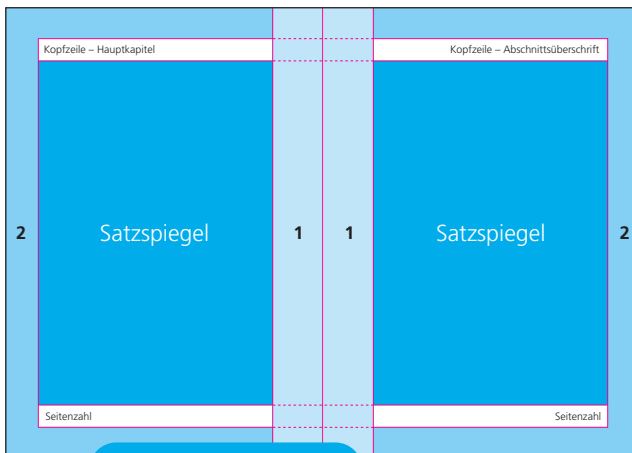 Kopfzeile – Hauptkapitel
Kopfzeile – Abschnittsüberschrift
2 Satzspiegel 1 1 Satzspiegel 2
Seitenzahl
Seitenzahl